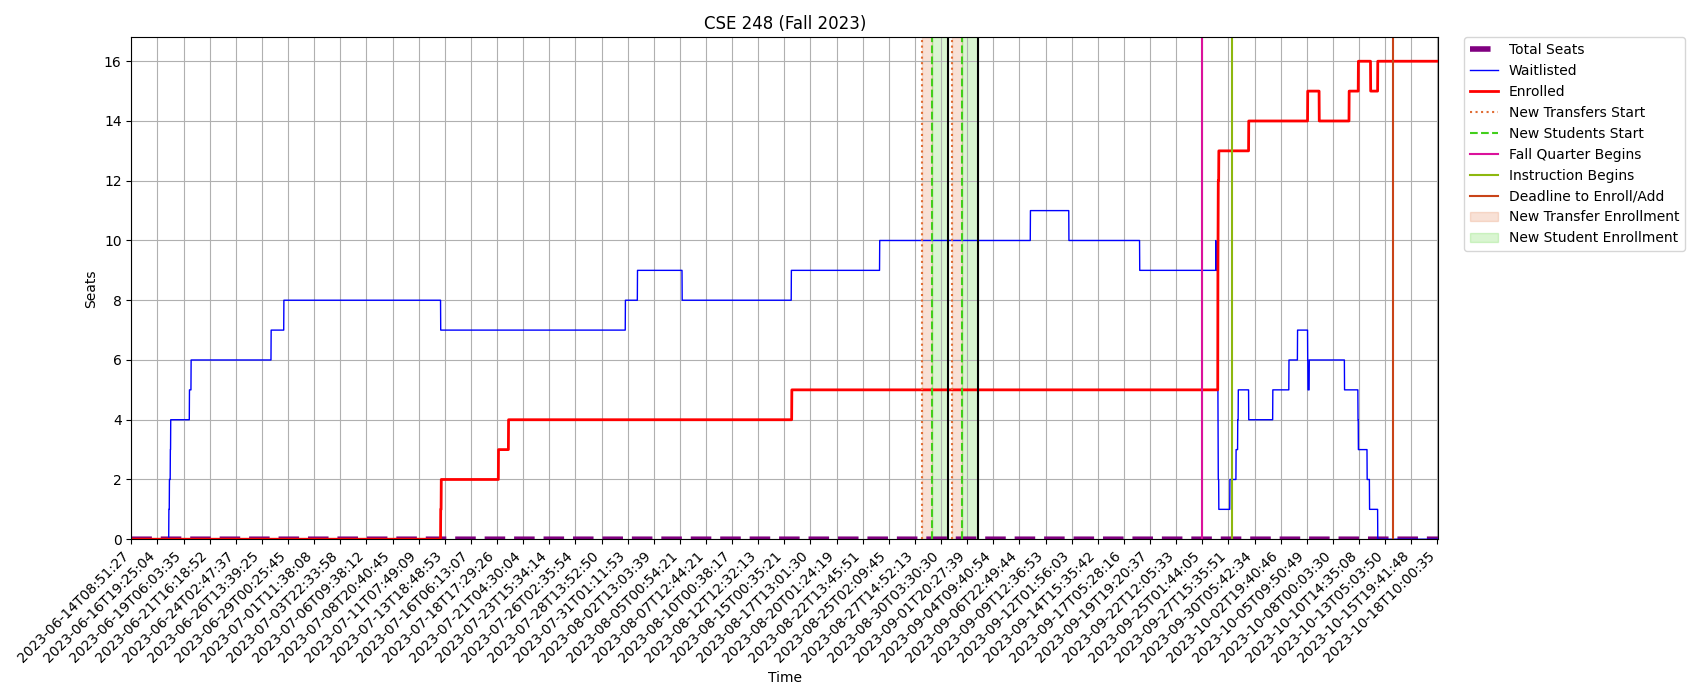 CSE 248 (Fall 2023)
Seats
16
14
12
10
8
6
4
2
0
2023-06-14T08:51:27
2023-06-16T19:25:04
2023-06-19T06:03:35
2023-06-21T16:18:52
2023-06-24T02:47:37
2023-06-26T13:39:25
2023-06-29T00:25:45
2023-07-01T11:38:08
2023-07-03T22:33:58
2023-07-06T09:38:12
2023-07-08T20:40:45
2023-07-11T07:49:09
2023-07-13T18:48:53
2023-07-16T06:13:07
2023-07-18T17:29:26
2023-07-21T04:30:04
2023-07-23T15:34:14
2023-07-26T02:35:54
2023-07-28T13:52:50
2023-07-31T01:11:53
2023-08-02T13:03:39
2023-08-05T00:54:21
2023-08-07T12:44:21
2023-08-10T00:38:17
2023-08-12T12:32:13
2023-08-15T00:35:21
2023-08-17T13:01:30
2023-08-20T01:24:19
2023-08-22T13:45:51
2023-08-25T02:09:45
2023-08-27T14:52:13
2023-08-30T03:30:30
2023-09-01T20:27:39
2023-09-04T09:40:54
2023-09-06T22:49:44
2023-09-09T12:36:53
2023-09-12T01:56:03
2023-09-14T15:35:42
2023-09-17T05:28:16
2023-09-19T19:20:37
2023-09-22T12:05:33
2023-09-25T01:44:05
2023-09-27T15:35:51
2023-09-30T05:42:34
2023-10-02T19:40:46
2023-10-05T09:50:49
2023-10-08T00:03:30
2023-10-10T14:35:08
2023-10-13T05:03:50
2023-10-15T19:41:48
2023-10-18T10:00:35
Time
Total Seats
Waitlisted
Enrolled
New Transfers Start
New Students Start
Fall Quarter Begins
Instruction Begins
Deadline to Enroll/Add
New Transfer Enrollment
New Student Enrollment